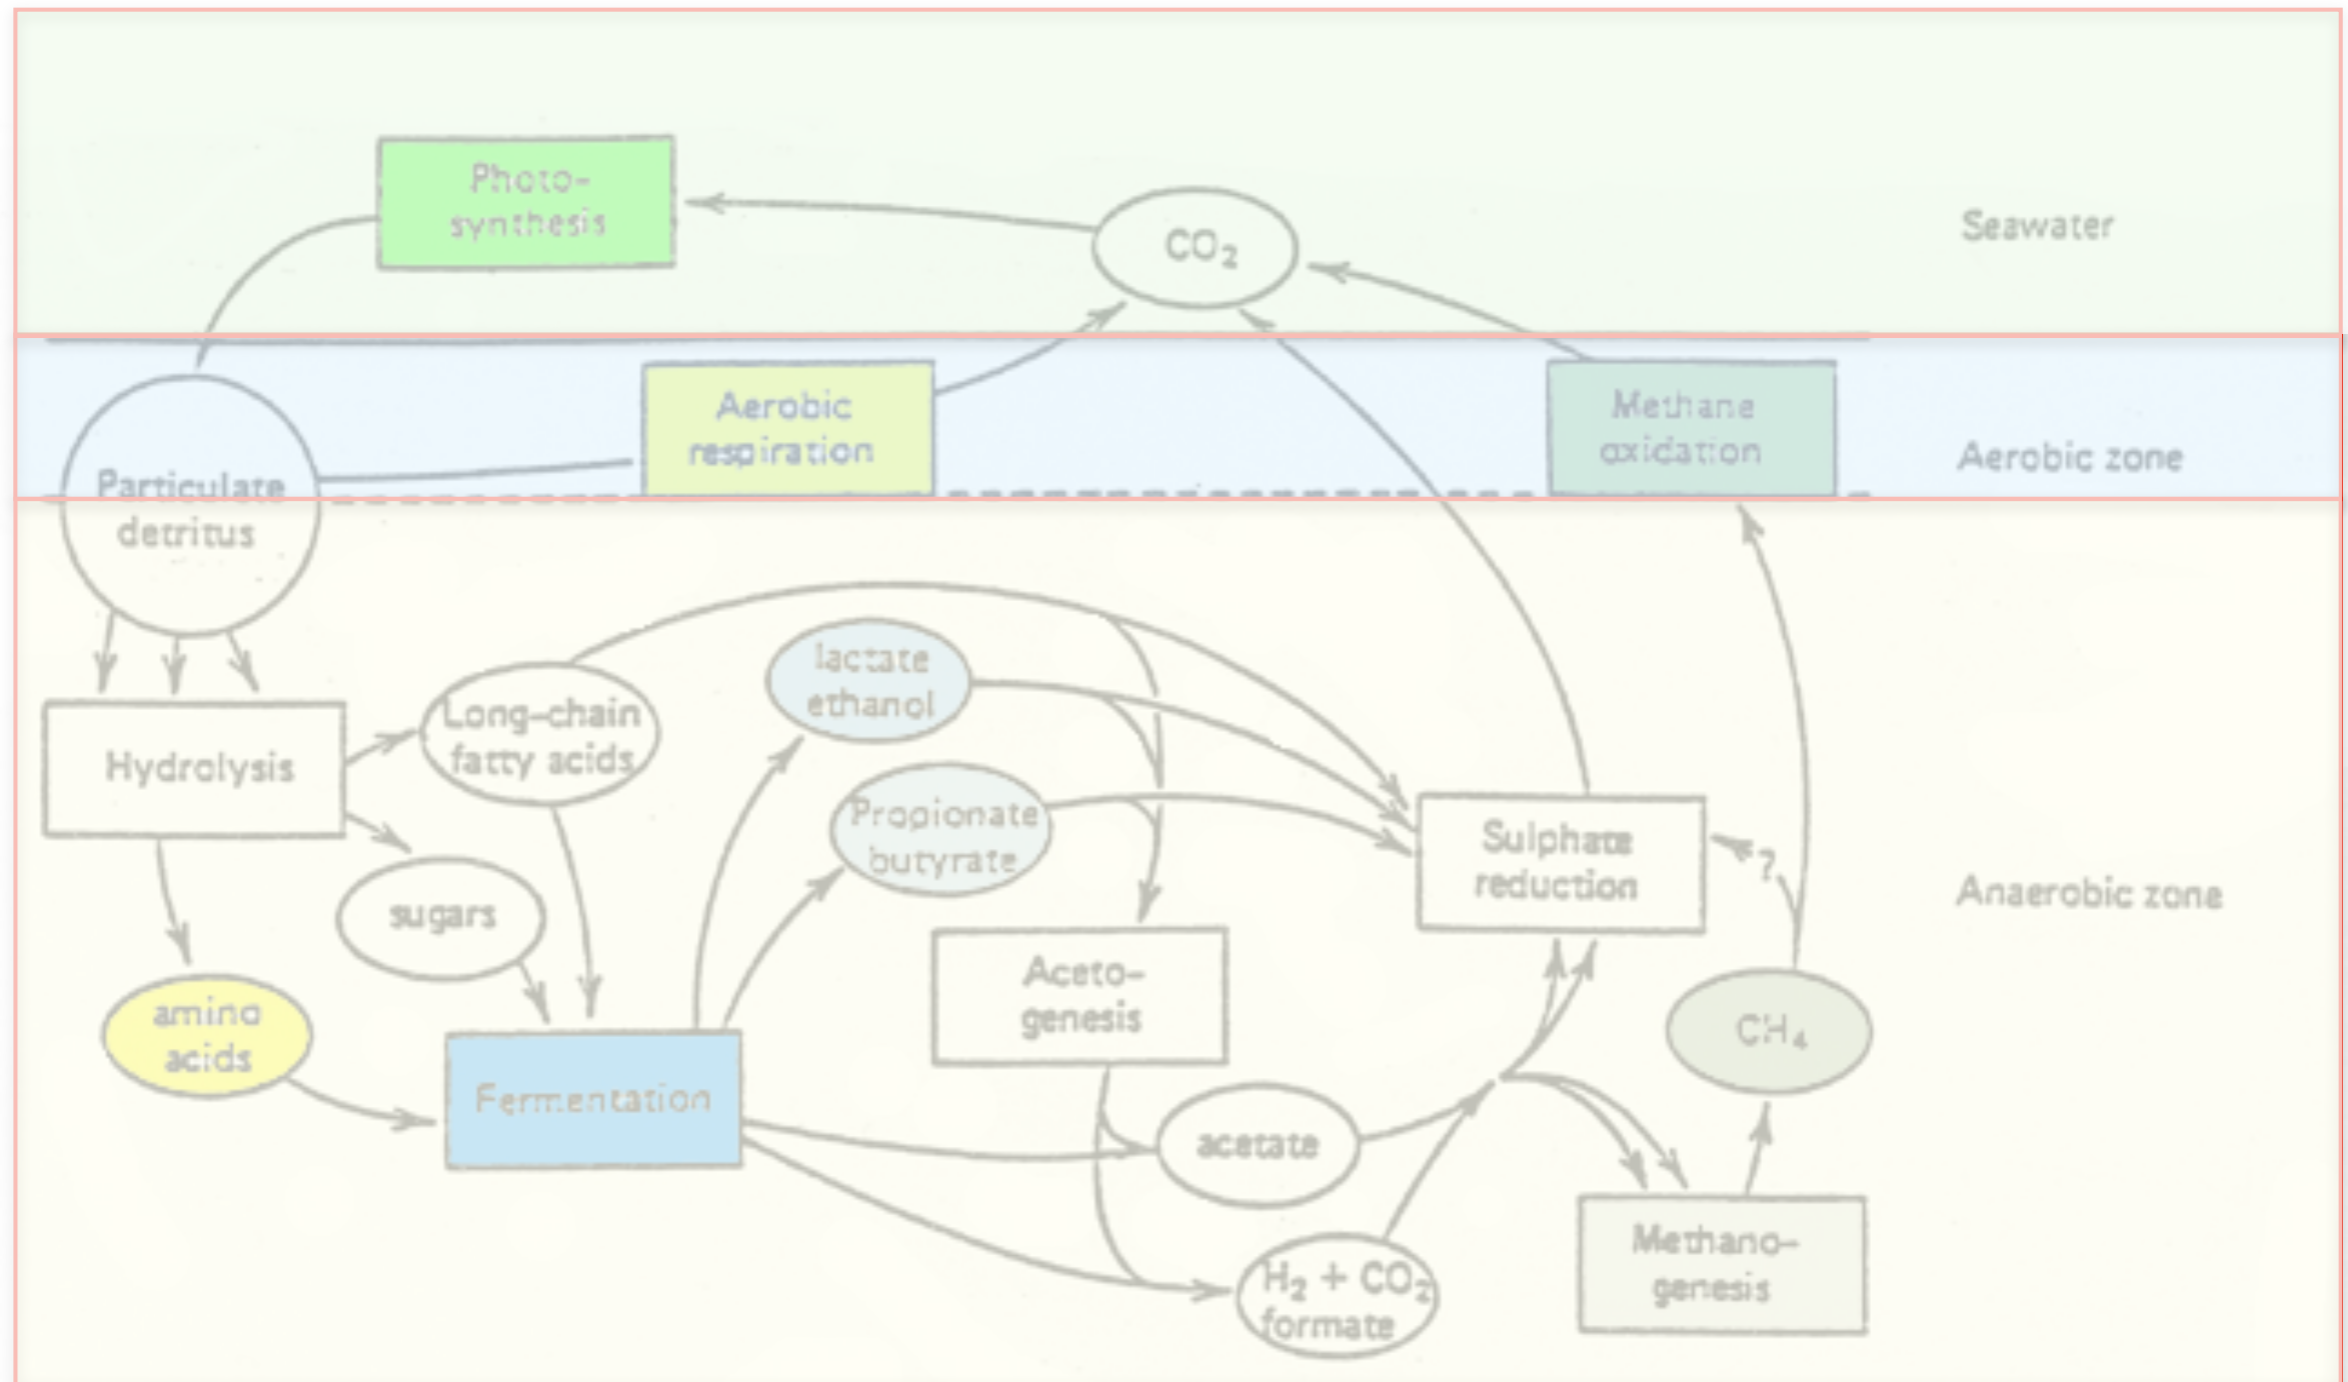 Photo-
synthesis
CO₂
Seawater
Aerobic
respiration
Methane
oxidation
Aerobic zone
Particulate
detritus
lactate
ethanol
Long-chain
fatty acids
Hydrolysis
Propionate
butyrate
Sulphate
reduction
?
Anaerobic zone
sugars
Aceto-
genesis
amino
acids
CH₄
Fermentation
acetate
Methano-
genesis
H₂ + CO₂
formate